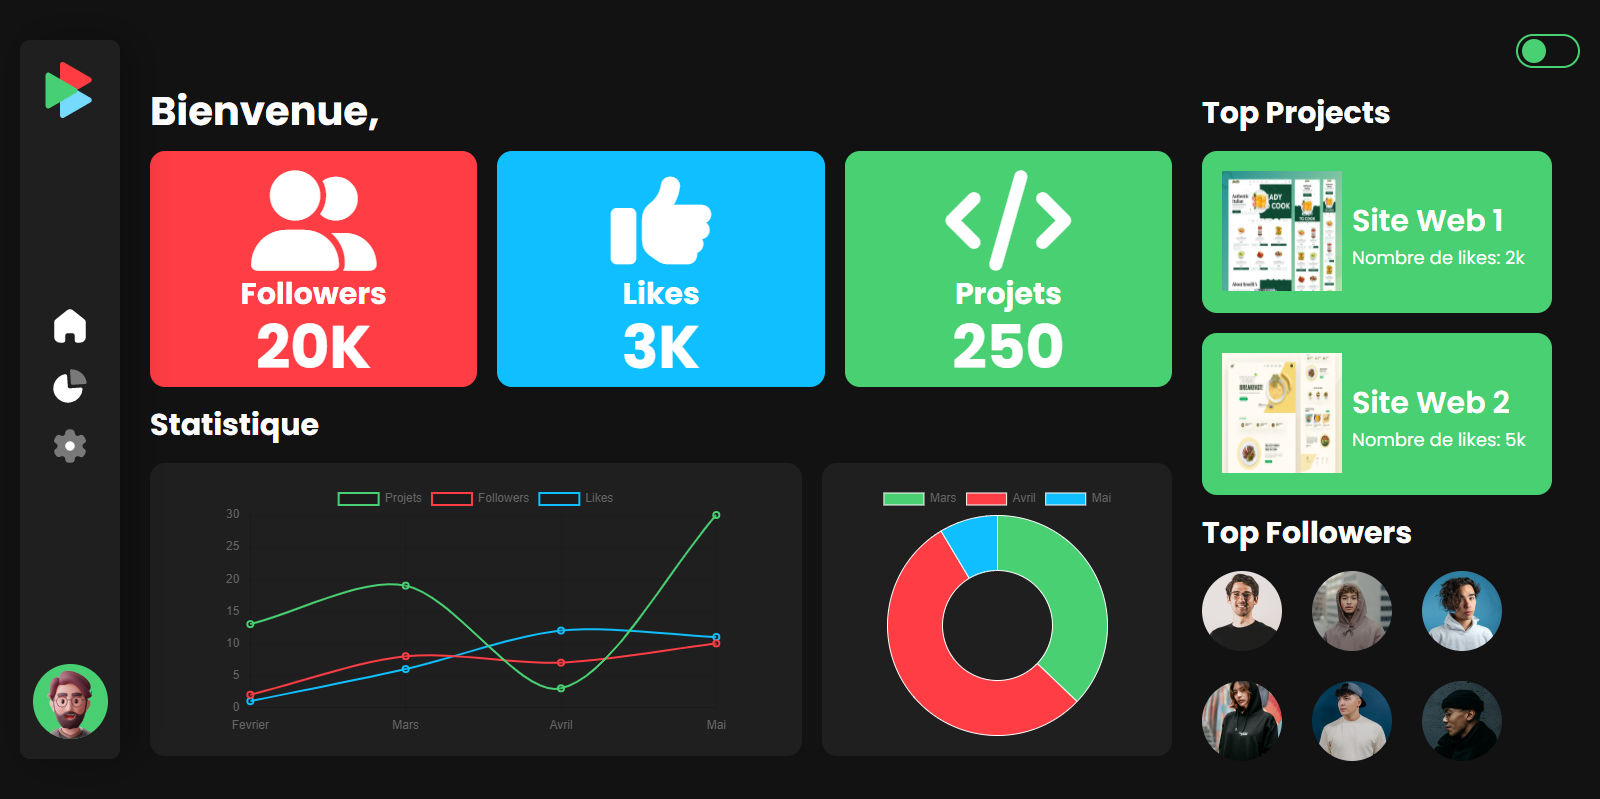 Bienvenue,
Followers
20K
Likes
3K
Projets
250
Statistique
Projets Followers Likes
30
25
20
15
10
5
0
Fevrier Mars Avril Mai
Mars Avril Mai
Top Projects
Site Web 1
Nombre de likes: 2k
Site Web 2
Nombre de likes: 5k
Top Followers